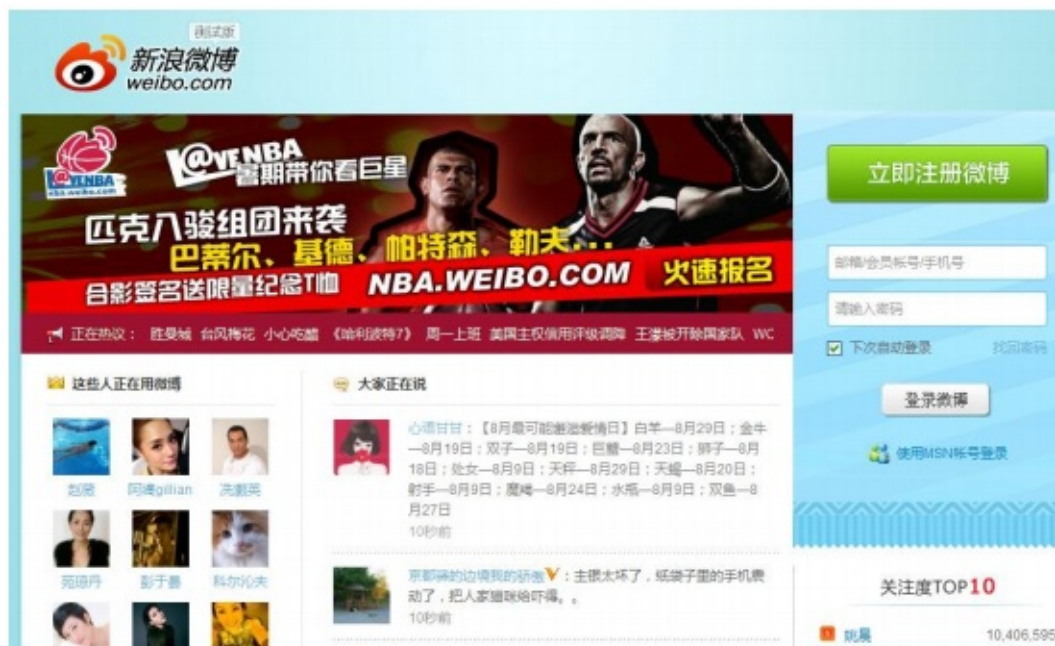 测试版
新浪微博
weibo.com
L@VENBA
nba.weibo.com
L@VENBA
暑期带你看巨星
匹克八骏组团来袭
巴蒂尔、基德、帕特森、勒夫...
合影签名送限量纪念T恤 NBA.WEIBO.COM 火速报名
正在热议： 胜曼城 台风梅花 小心吃醋 《哈利波特7》 周一上班 美国主权信用评级调降 王濛被开除国家队 WC
立即注册微博
邮箱/会员帐号/手机号
请输入密码
下次自动登录 找回密码
登录微博
使用MSN帐号登录
这些人正在用微博
赵薇 阿娇gillian 冼灏英
苑琼丹 彭于晏 科尔沁夫
大家正在说
心语甘甘：【8月最可能邂逅爱情日】白羊—8月29日；金牛
—8月19日；双子—8月19日；巨蟹—8月23日；狮子—8月
18日；处女—8月9日；天秤—8月29日；天蝎—8月20日；
射手—8月9日；魔羯—8月24日；水瓶—8月9日；双鱼—8
月27日
10秒前
的边境我的骄傲：主银太坏了，纸袋子里的手机震
动了，把人家猫咪给吓得。。
10秒前
关注度TOP10
1 姚晨 10,406,595